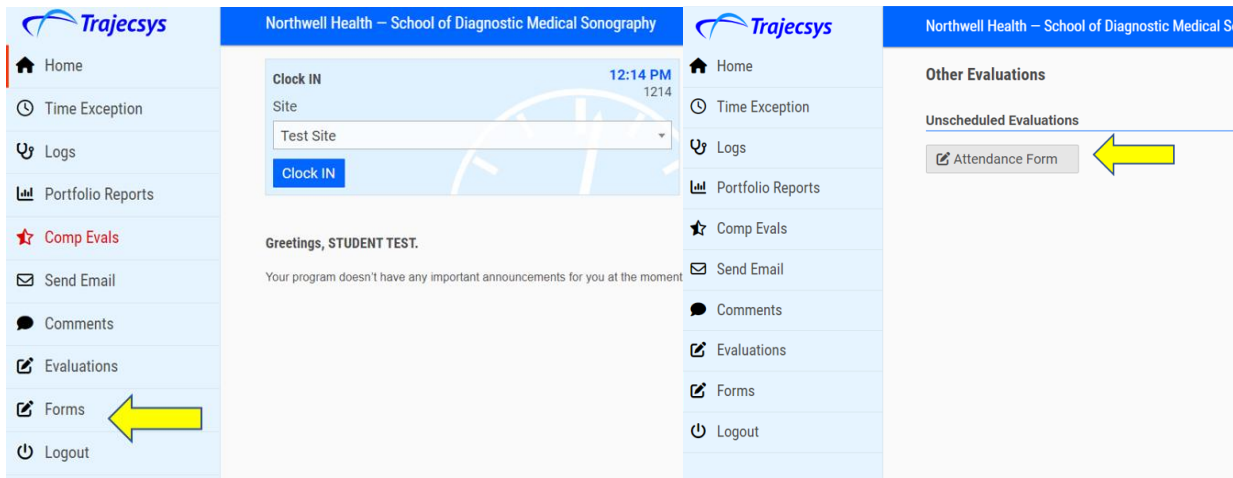 Trajecsys
Home
Time Exception
Logs
Portfolio Reports
Comp Evals
Send Email
Comments
Evaluations
Forms
Logout
Northwell Health – School of Diagnostic Medical Sonography
Clock IN
12:14 PM
1214
Site
Test Site
Clock IN
Greetings, STUDENT TEST.
Your program doesn't have any important announcements for you at the moment
Trajecsys
Home
Time Exception
Logs
Portfolio Reports
Comp Evals
Send Email
Comments
Evaluations
Forms
Logout
Northwell Health – School of Diagnostic Medical S
Other Evaluations
Unscheduled Evaluations
Attendance Form